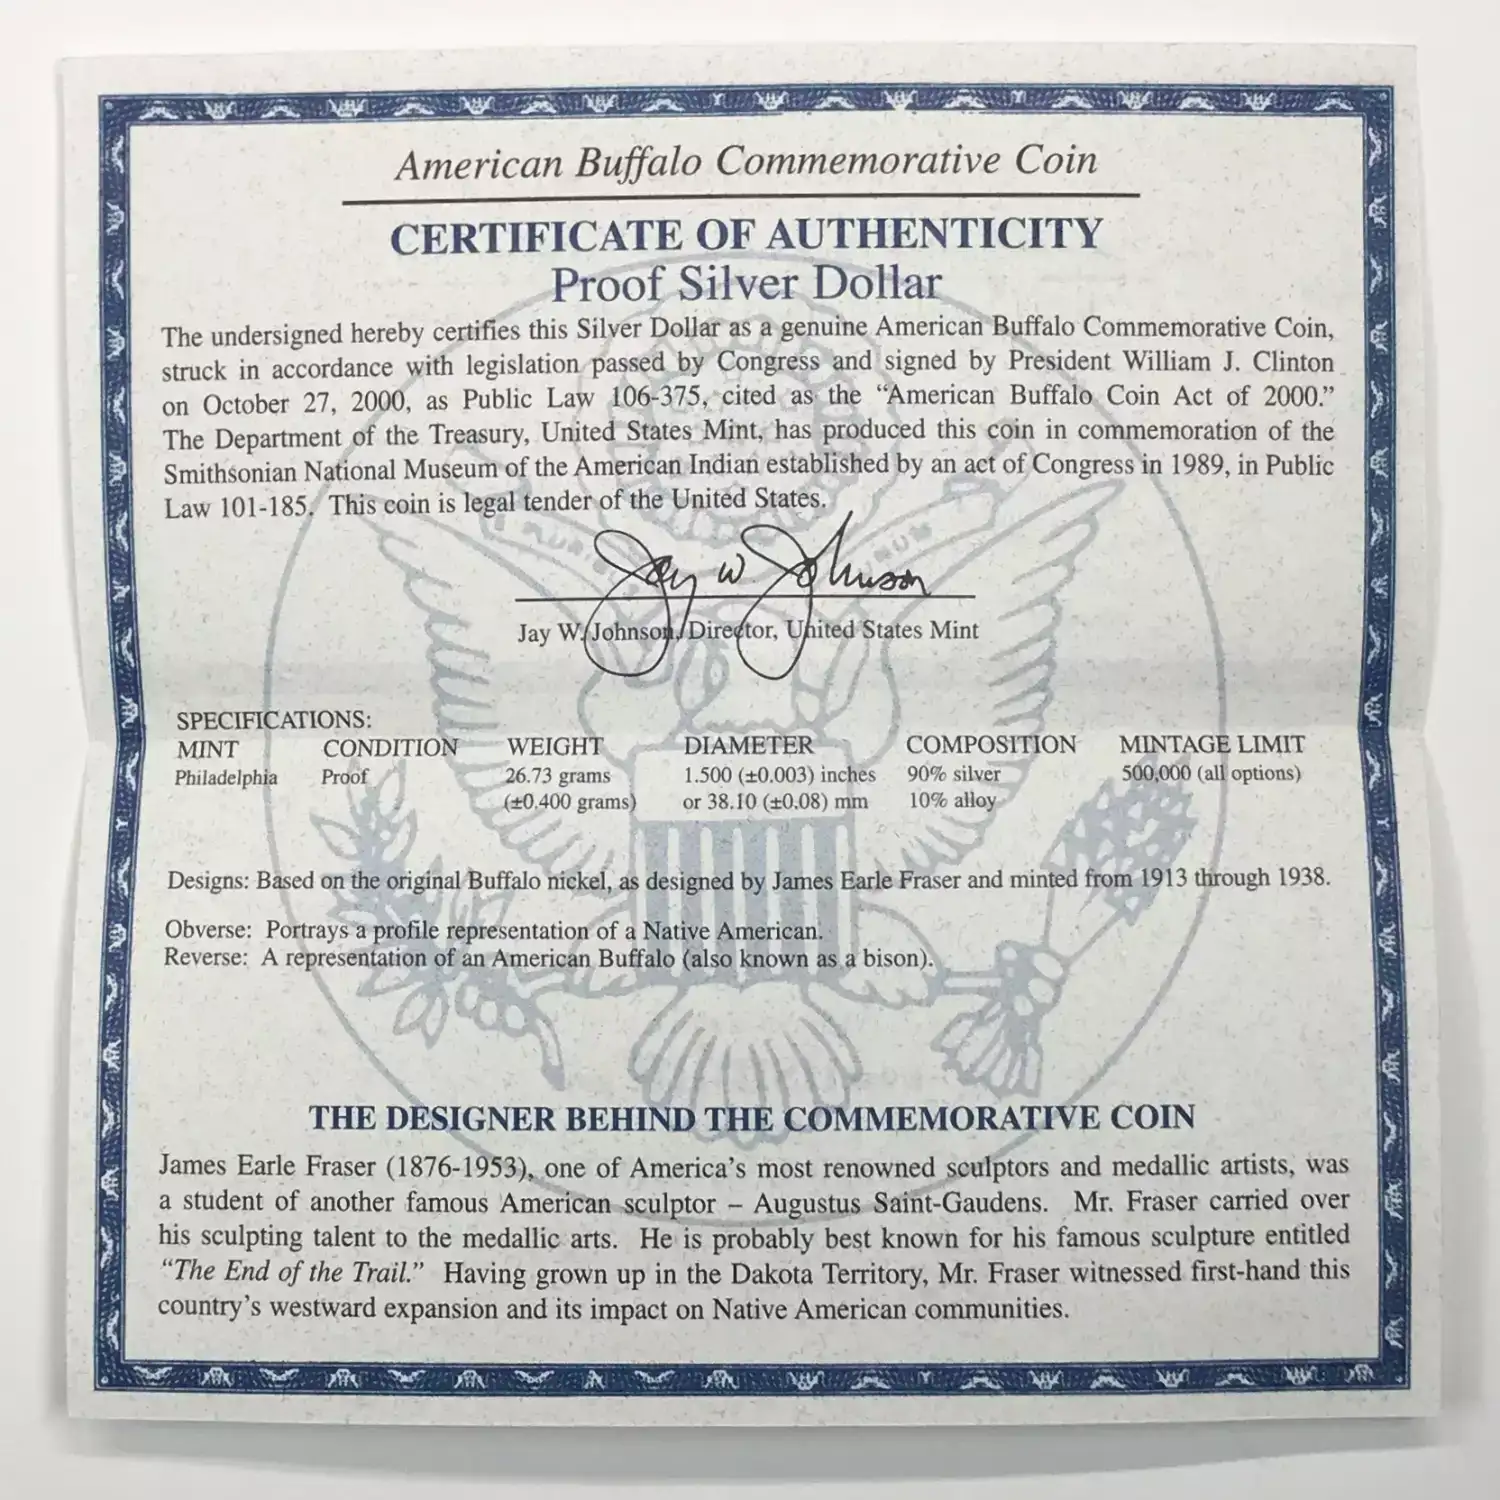 American Buffalo Commemorative Coin
CERTIFICATE OF AUTHENTICITY
Proof Silver Dollar
The undersigned hereby certifies this Silver Dollar as a genuine American Buffalo Commemorative Coin,
struck in accordance with legislation passed by Congress and signed by President William J. Clinton
on October 27, 2000, as Public Law 106-375, cited as the “American Buffalo Coin Act of 2000.”
The Department of the Treasury, United States Mint, has produced this coin in commemoration of the
Smithsonian National Museum of the American Indian established by an act of Congress in 1989, in Public
Law 101-185. This coin is legal tender of the United States.
Jay W Johnson
Jay W. Johnson, Director, United States Mint
SPECIFICATIONS:
MINT CONDITION WEIGHT DIAMETER COMPOSITION MINTAGE LIMIT
Philadelphia Proof 26.73 grams 1.500 (±0.003) inches 90% silver 500,000 (all options)
(±0.400 grams) or 38.10 (±0.08) mm 10% alloy
Designs: Based on the original Buffalo nickel, as designed by James Earle Fraser and minted from 1913 through 1938.
Obverse: Portrays a profile representation of a Native American.
Reverse: A representation of an American Buffalo (also known as a bison).
THE DESIGNER BEHIND THE COMMEMORATIVE COIN
James Earle Fraser (1876-1953), one of America’s most renowned sculptors and medallic artists, was
a student of another famous American sculptor – Augustus Saint-Gaudens. Mr. Fraser carried over
his sculpting talent to the medallic arts. He is probably best known for his famous sculpture entitled
“The End of the Trail.” Having grown up in the Dakota Territory, Mr. Fraser witnessed first-hand this
country’s westward expansion and its impact on Native American communities.